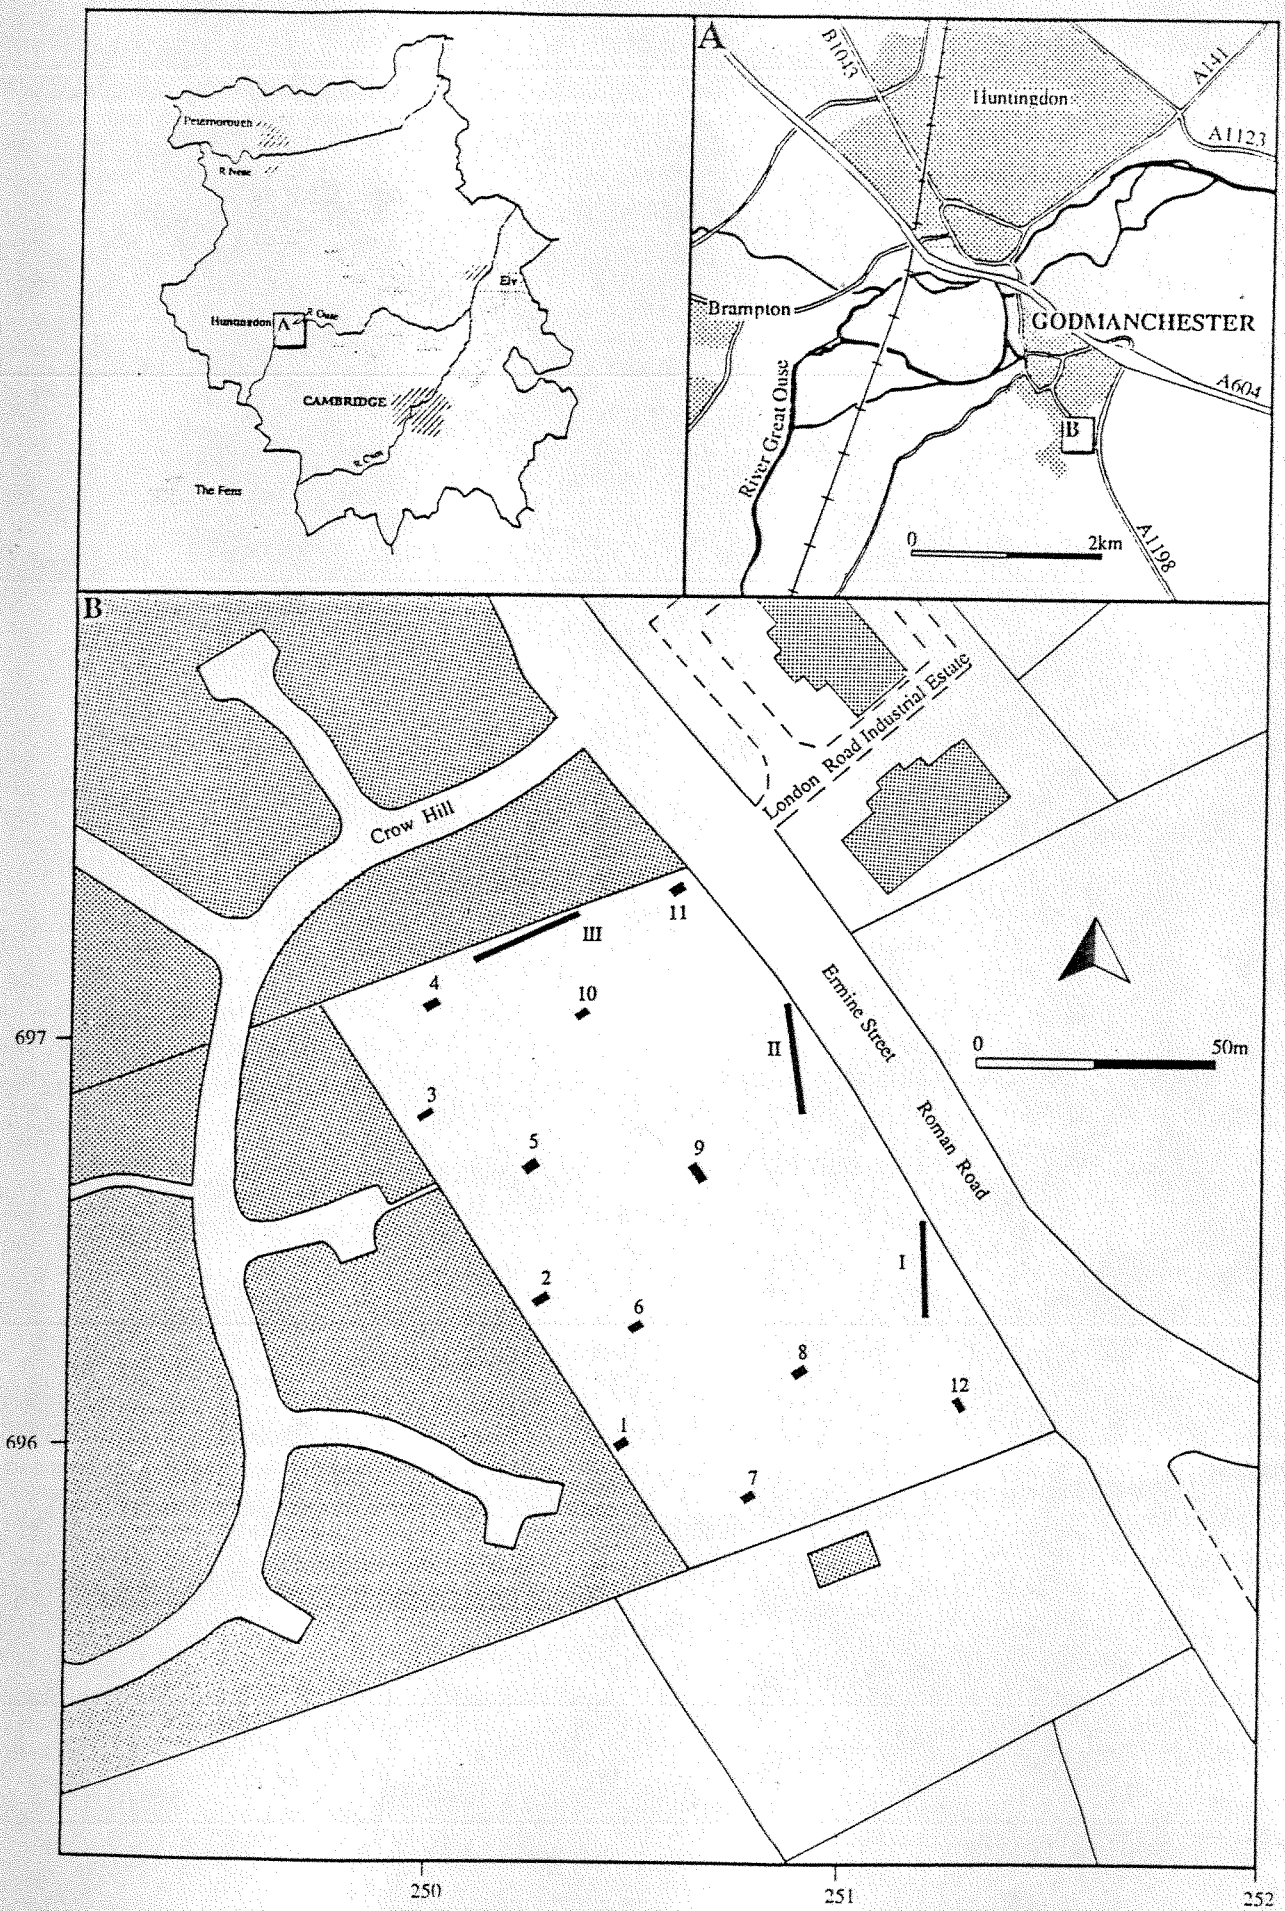 Peterborough
R Nene
Ely
Huntingdon
A
R Ouse
CAMBRIDGE
R Cam
The Fens
A
B1043
Huntingdon
A141
A1123
Brampton
GODMANCHESTER
A604
River Great Ouse
B
0 2km
A1198
B
London Road Industrial Estate
Crow Hill
11
III
4
10
Ermine Street
697
II
0 50m
3
Roman Road
5
9
I
2
6
8
12
696
1
7
250
251
252